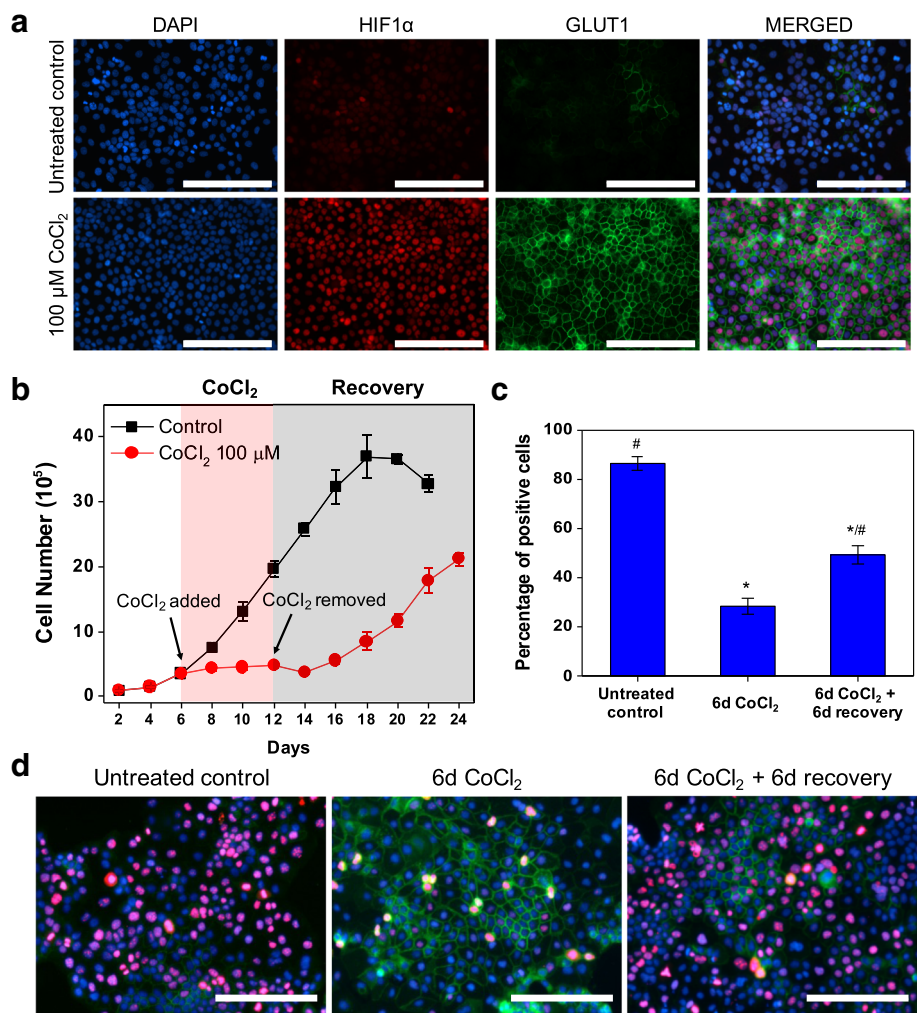 a
DAPI HIF1α GLUT1 MERGED
Untreated control
100 µM CoCl₂
b
CoCl₂ Recovery
Control
CoCl₂ 100 µM
Cell Number (10⁵)
40
30
20
10
0
CoCl₂ added
CoCl₂ removed
2 4 6 8 10 12 14 16 18 20 22 24
Days
c
Percentage of positive cells
100
80
60
40
20
0
#
*
*/#
Untreated
control
6d CoCl₂
6d CoCl₂ +
6d recovery
d
Untreated control 6d CoCl₂ 6d CoCl₂ + 6d recovery